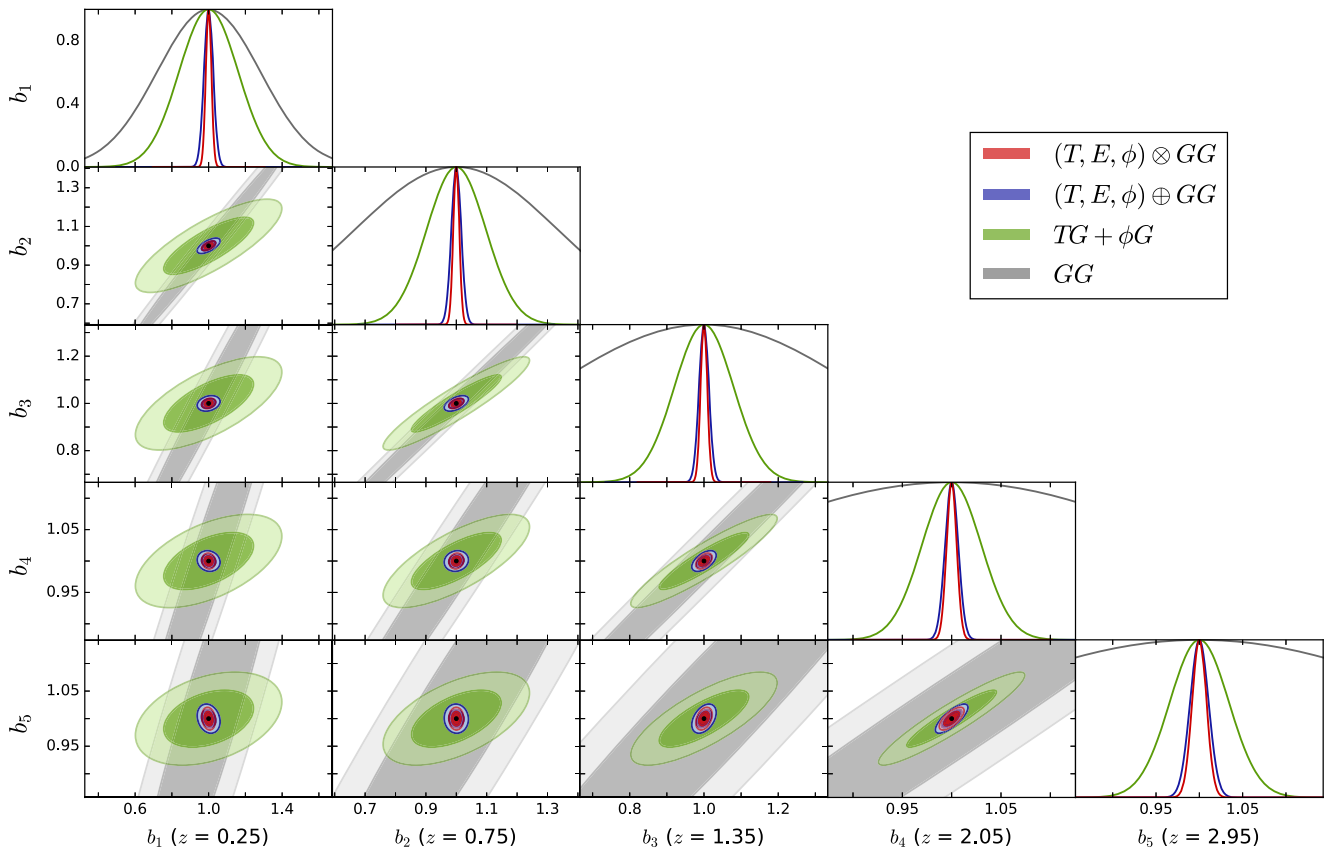 b₁
0.8
0.4
0.0
(T, E, ϕ) ⊗ GG
(T, E, ϕ) ⊕ GG
TG + ϕG
GG
b₂
1.3
1.1
0.9
0.7
b₃
1.2
1.0
0.8
b₄
1.05
0.95
b₅
1.05
0.95
0.6 1.0 1.4 0.7 0.9 1.1 1.3 0.8 1.0 1.2 0.95 1.05 0.95 1.05
b₁ (z = 0.25) b₂ (z = 0.75) b₃ (z = 1.35) b₄ (z = 2.05) b₅ (z = 2.95)